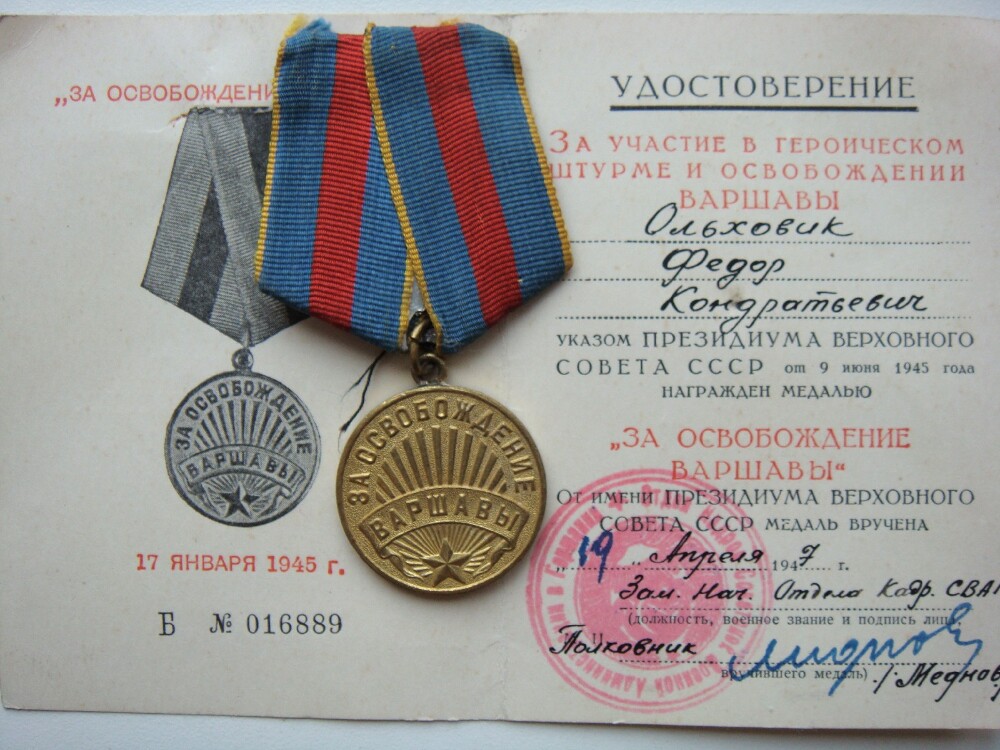 „ЗА ОСВОБОЖДЕНИ
ЗА ОСВОБОЖДЕНИЕ
ВАРШАВЫ
17 ЯНВАРЯ 1945 г.
Б № 016889
ЗА ОСВОБОЖДЕНИЕ
ВАРШАВЫ
УДОСТОВЕРЕНИЕ
ЗА УЧАСТИЕ В ГЕРОИЧЕСКОМ
ШТУРМЕ И ОСВОБОЖДЕНИИ
ВАРШАВЫ
Ольховик
Федор
Кондратьевич
УКАЗОМ ПРЕЗИДИУМА ВЕРХОВНОГО
СОВЕТА СССР от 9 июня 1945 года
НАГРАЖДЕН МЕДАЛЬЮ
„ЗА ОСВОБОЖДЕНИЕ
ВАРШАВЫ“
ОТ ИМЕНИ ПРЕЗИДИУМА ВЕРХОВНОГО
СОВЕТА СССР МЕДАЛЬ ВРУЧЕНА
„19„ Апреля 1947 г.
Зам. Нач. Отдела Кадр. СВАГ
(должность, военное звание и подпись лица,
Полковник Меднов
вручившего медаль) /Меднов